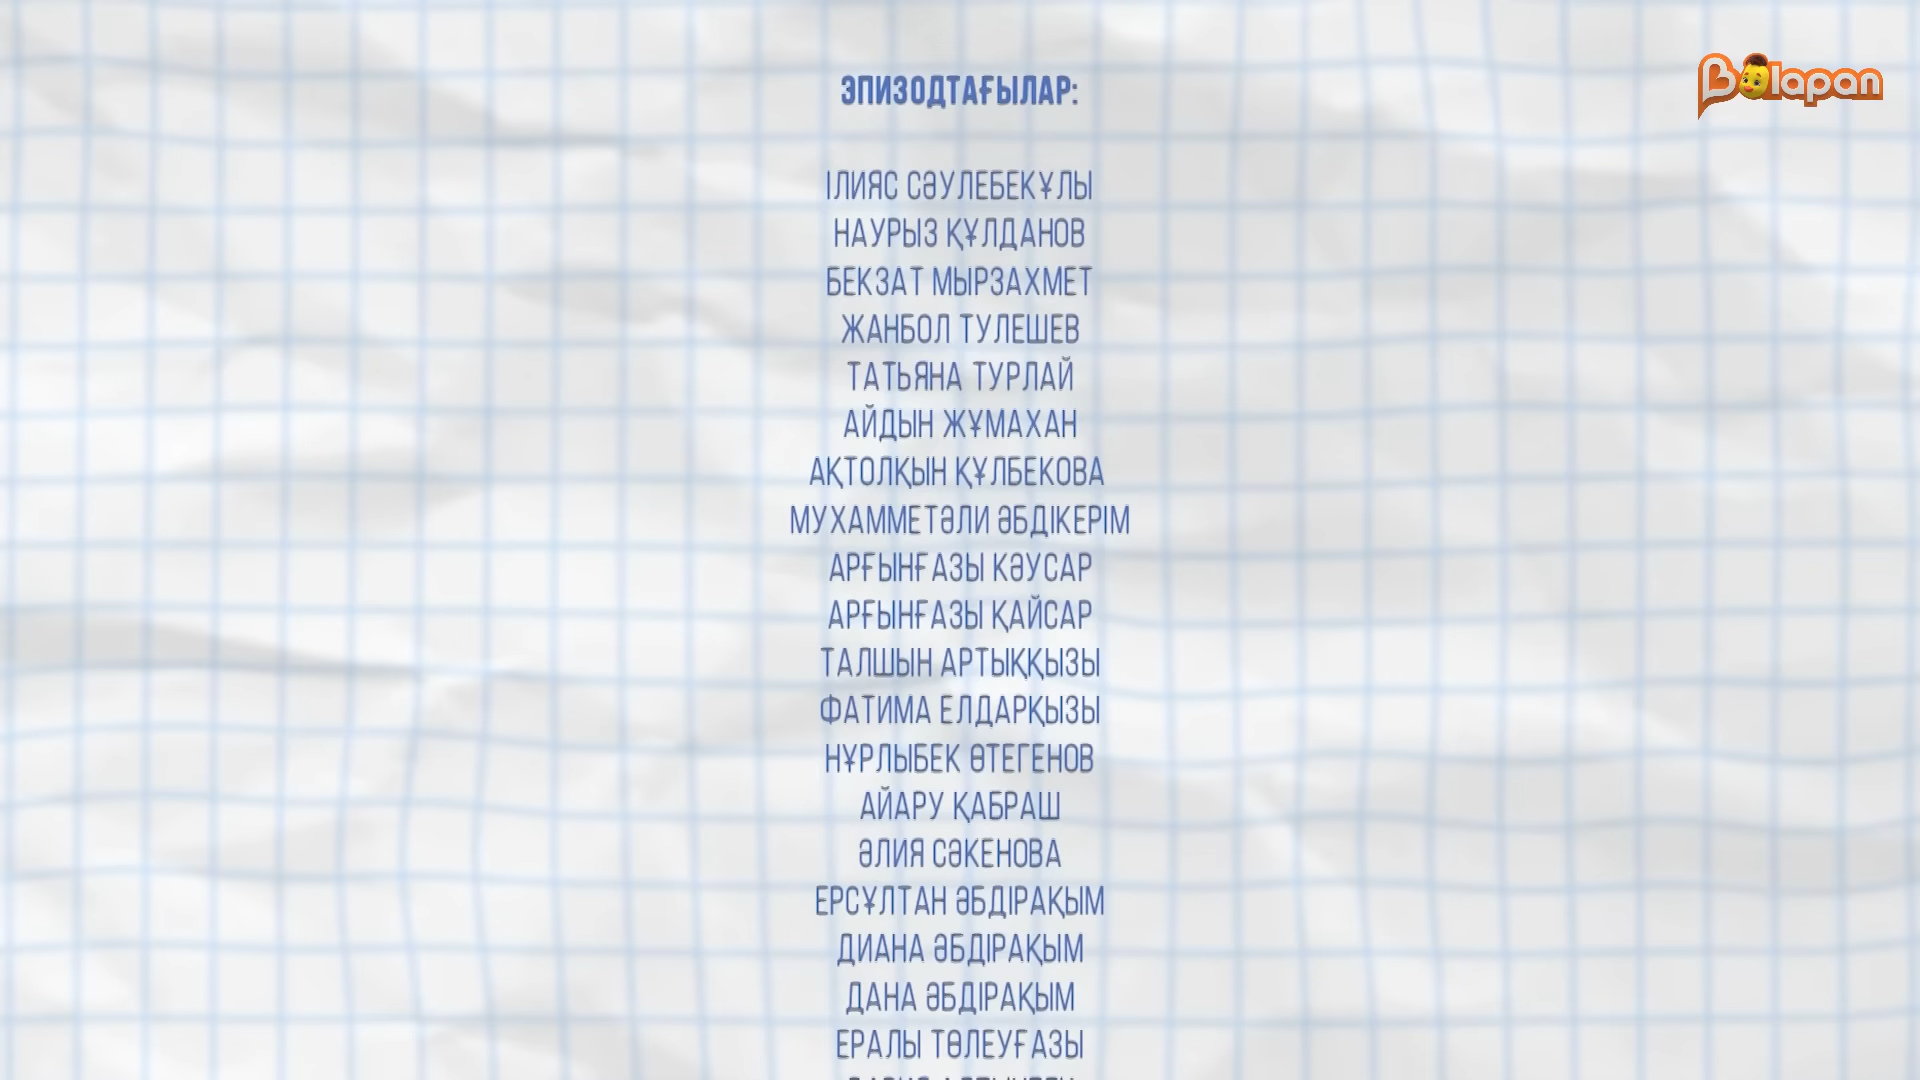 Bolapan
ЭПИЗОДТАҒЫЛАР:
ІЛИЯС СӘУЛЕБЕКҰЛЫ
НАУРЫЗ ҚҰЛДАНОВ
БЕКЗАТ МЫРЗАХМЕТ
ЖАНБОЛ ТУЛЕШЕВ
ТАТЬЯНА ТУРЛАЙ
АЙДЫН ЖҰМАХАН
АҚТОЛҚЫН ҚҰЛБЕКОВА
МУХАММЕТӘЛИ ӘБДІКЕРІМ
АРҒЫНҒАЗЫ КӘУСАР
АРҒЫНҒАЗЫ ҚАЙСАР
ТАЛШЫН АРТЫҚҚЫЗЫ
ФАТИМА ЕЛДАРҚЫЗЫ
НҰРЛЫБЕК ӨТЕГЕНОВ
АЙАРУ ҚАБРАШ
ӘЛИЯ СӘКЕНОВА
ЕРСҰЛТАН ӘБДІРАҚЫМ
ДИАНА ӘБДІРАҚЫМ
ДАНА ӘБДІРАҚЫМ
ЕРАЛЫ ТӨЛЕУҒАЗЫ